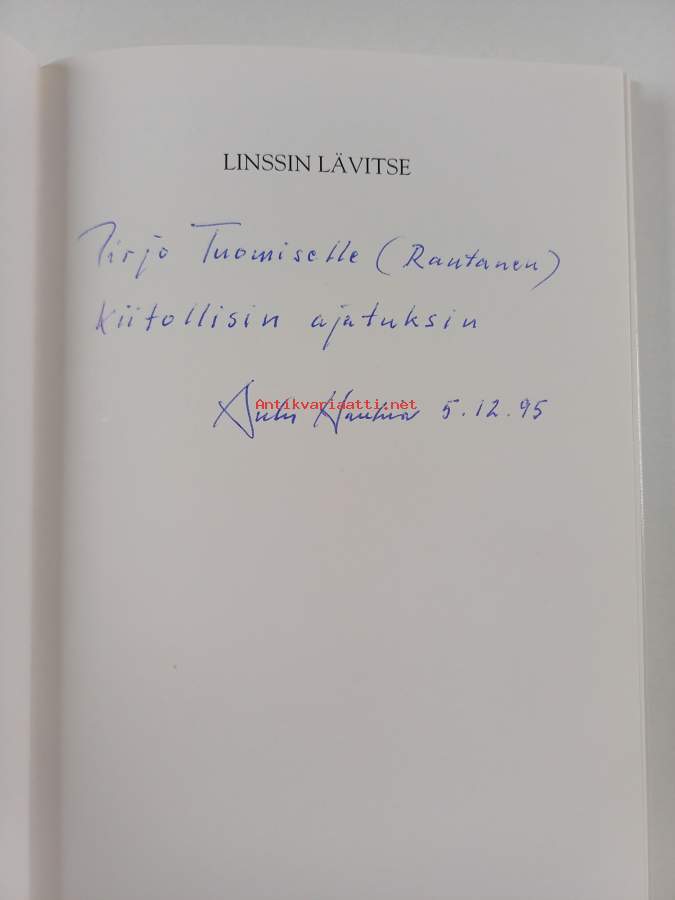 LINSSIN LÄVITSE
Pirjo Tuomiselle (Rautanen)
Kiitollisin ajatuksin
5.12.95
Antikvariaatti.net